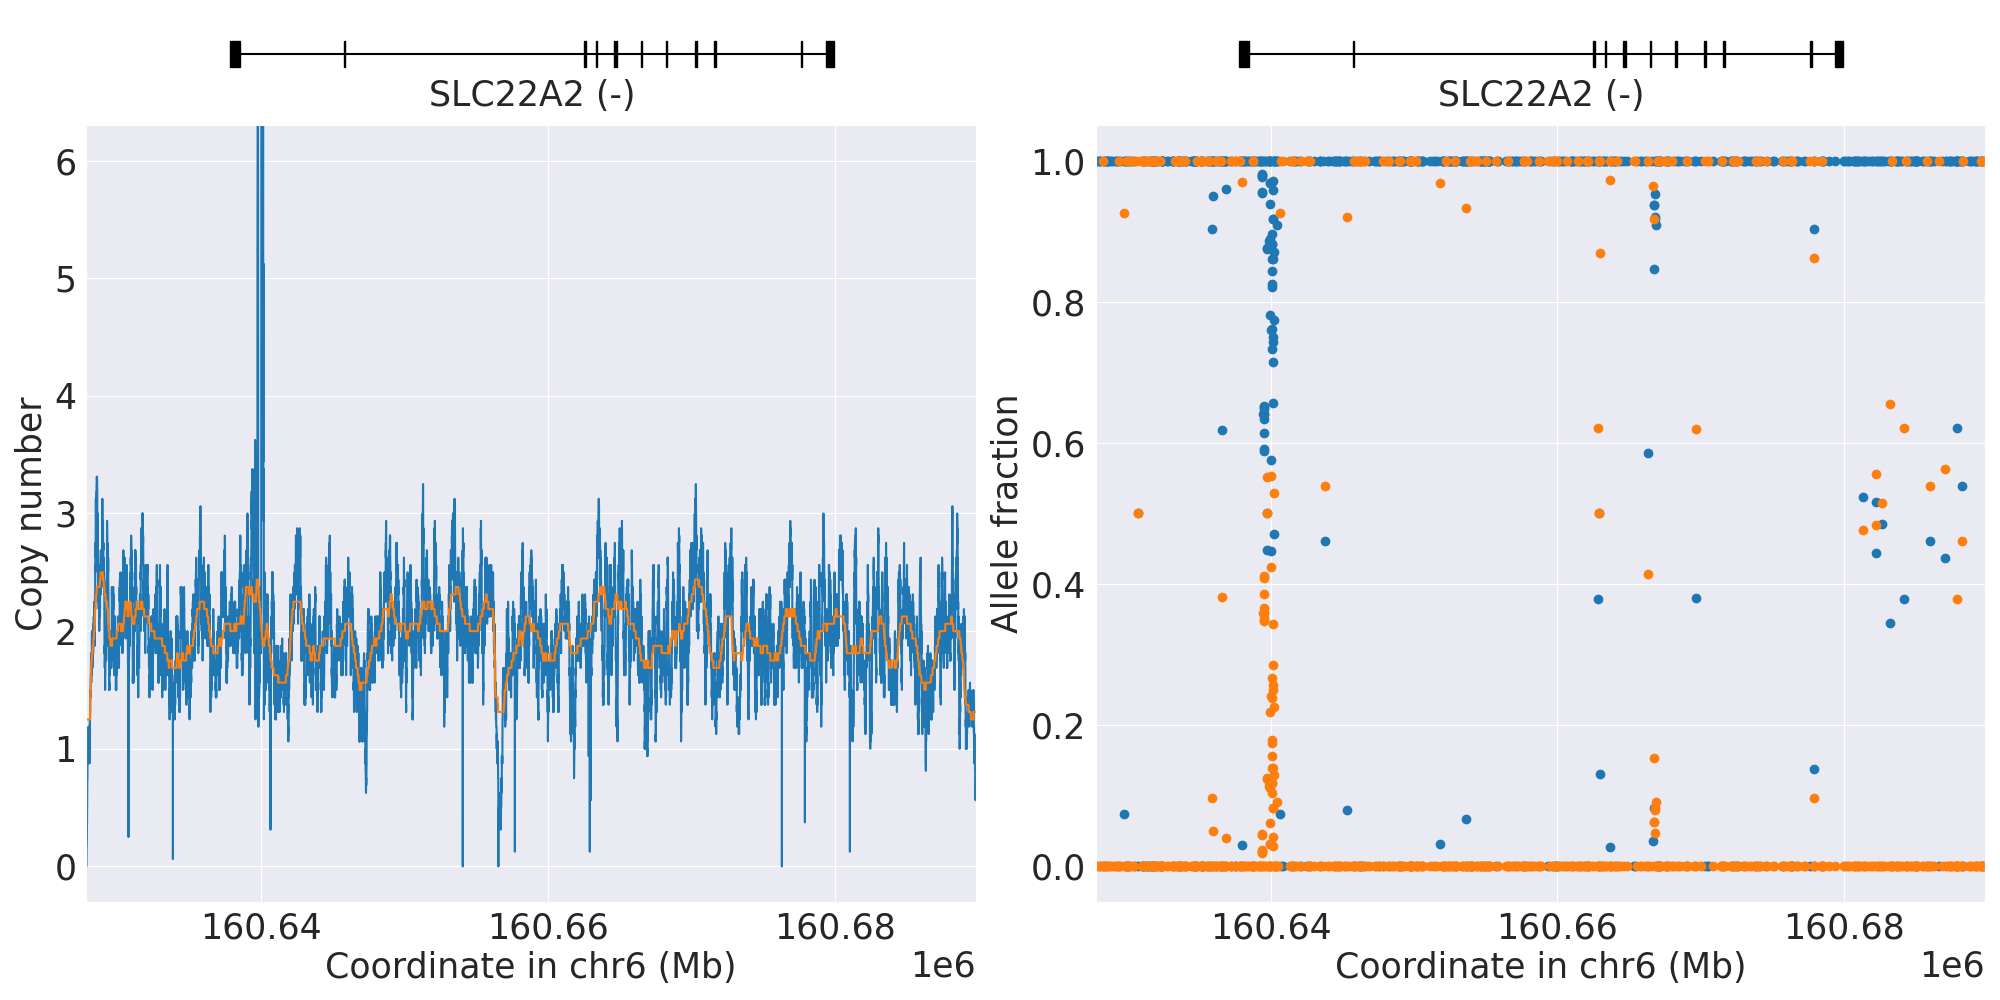 SLC22A2 (-)
Copy number
6
5
4
3
2
1
0
160.64
160.66
160.68
Coordinate in chr6 (Mb)
1e6
SLC22A2 (-)
Allele fraction
1.0
0.8
0.6
0.4
0.2
0.0
160.64
160.66
160.68
Coordinate in chr6 (Mb)
1e6